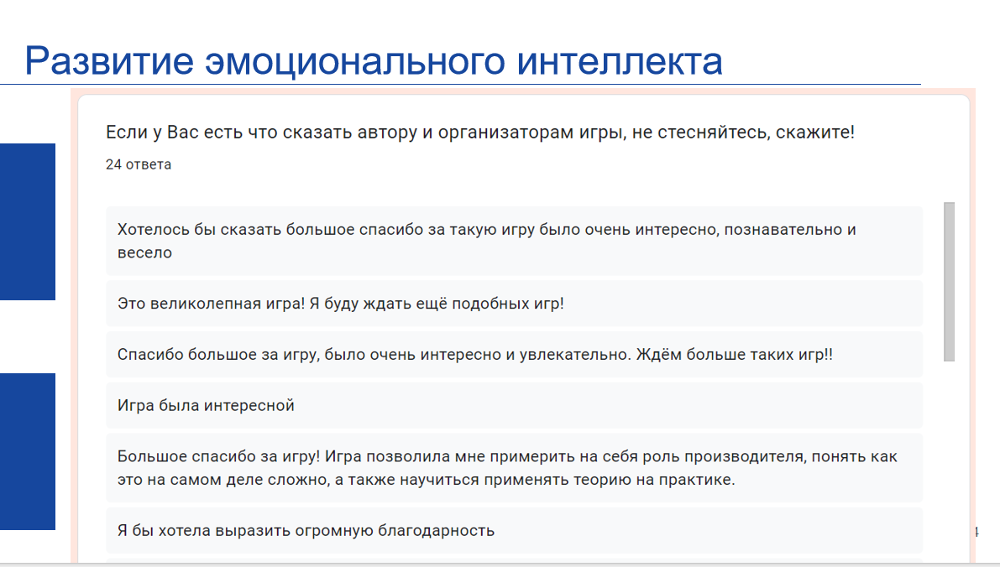 Развитие эмоционального интеллекта
Если у Вас есть что сказать автору и организаторам игры, не стесняйтесь, скажите!
24 ответа
Хотелось бы сказать большое спасибо за такую игру было очень интересно, познавательно и
весело
Это великолепная игра! Я буду ждать ещё подобных игр!
Спасибо большое за игру, было очень интересно и увлекательно. Ждём больше таких игр!!
Игра была интересной
Большое спасибо за игру! Игра позволила мне примерить на себя роль производителя, понять как
это на самом деле сложно, а также научиться применять теорию на практике.
Я бы хотела выразить огромную благодарность